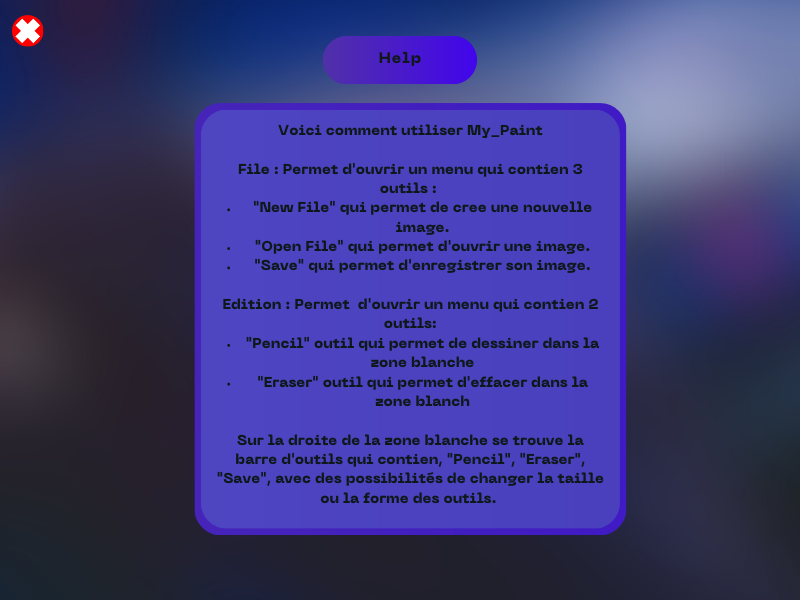 Help
Voici comment utiliser My_Paint
File : Permet d'ouvrir un menu qui contien 3
outils :
• "New File" qui permet de cree une nouvelle
image.
• "Open File" qui permet d'ouvrir une image.
• "Save" qui permet d'enregistrer son image.
Edition : Permet  d'ouvrir un menu qui contien 2
outils:
• "Pencil" outil qui permet de dessiner dans la
zone blanche
• "Eraser" outil qui permet d'effacer dans la
zone blanch
Sur la droite de la zone blanche se trouve la
barre d'outils qui contien, "Pencil", "Eraser",
"Save", avec des possibilités de changer la taille
ou la forme des outils.